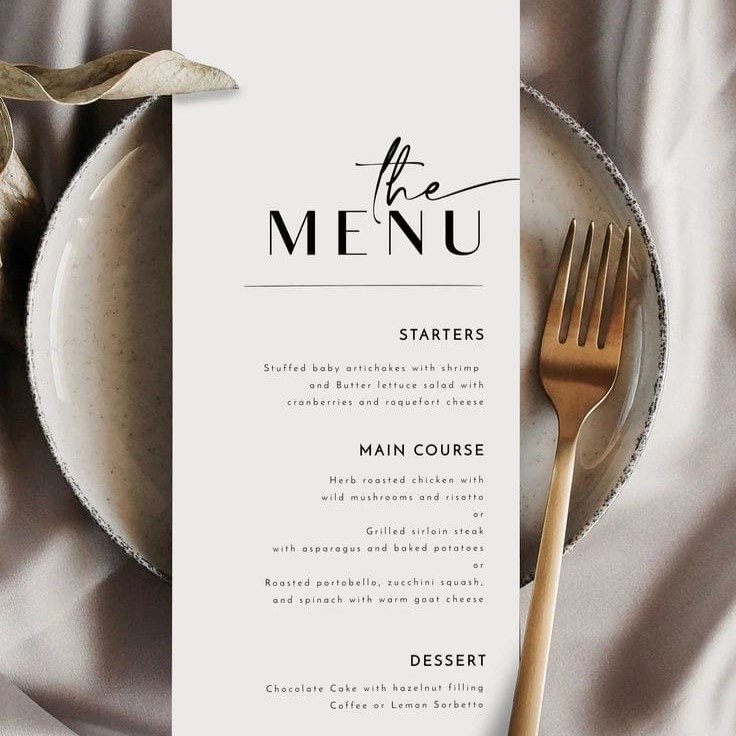 the
MENU
STARTERS
Stuffed baby artichokes with shrimp
and Butter lettuce salad with
cranberries and roquefort cheese
MAIN COURSE
Herb roasted chicken with
wild mushrooms and risotto
or
Grilled sirloin steak
with asparagus and baked potatoes
or
Roasted portobello, zucchini squash,
and spinach with warm goat cheese
DESSERT
Chocolate Cake with hazelnut filling
Coffee or Lemon Sorbetto